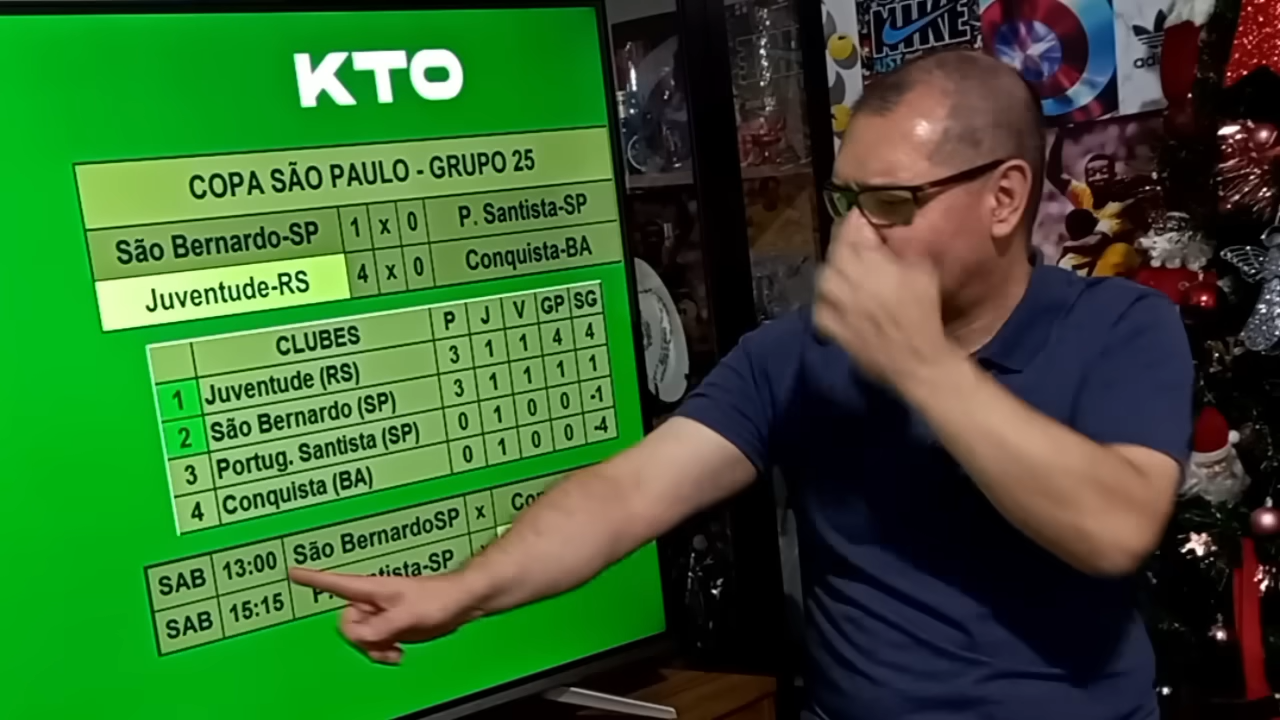 KTO
COPA SÃO PAULO - GRUPO 25
São Bernardo-SP 1 x 0 P. Santista-SP
Juventude-RS 4 x 0 Conquista-BA
CLUBES P J V GP SG
1 Juventude (RS) 3 1 1 4 4
2 São Bernardo (SP) 3 1 1 1 1
3 Portug. Santista (SP) 0 1 0 0 -1
4 Conquista (BA) 0 1 0 0 -4
SAB 13:00 São BernardoSP x
SAB 15:15
NIKE
JUST